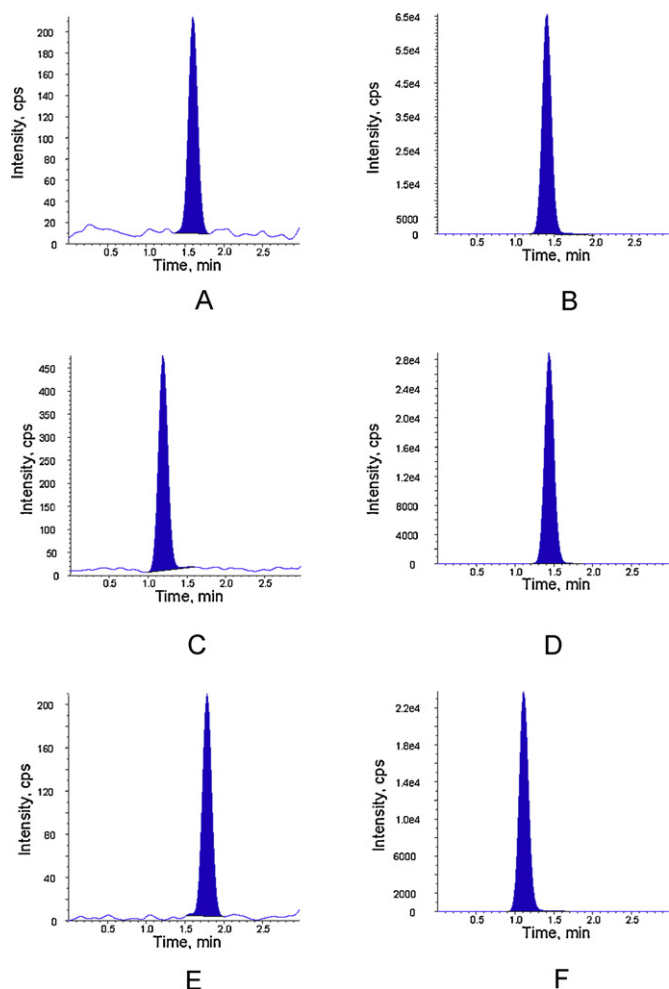 200
180
160
140
120
100
80
60
40
20
10
0
Intensity, cps
0.5 1.0 1.5 2.0 2.5
Time, min
A
6.5e4
5.5e4
4.5e4
3.5e4
2.5e4
1.5e4
5000
0
Intensity, cps
0.5 1.0 1.5 2.0 2.5
Time, min
B
450
400
350
300
250
200
150
100
50
0
Intensity, cps
0.5 1.0 1.5 2.0 2.5
Time, min
C
2.8e4
2.4e4
2.0e4
1.6e4
1.2e4
8000
4000
0
Intensity, cps
0.5 1.0 1.5 2.0 2.5
Time, min
D
200
160
120
80
40
0
Intensity, cps
0.5 1.0 1.5 2.0 2.5
Time, min
E
2.2e4
1.8e4
1.4e4
1.0e4
6000
2000
0
Intensity, cps
0.5 1.0 1.5 2.0 2.5
Time, min
F